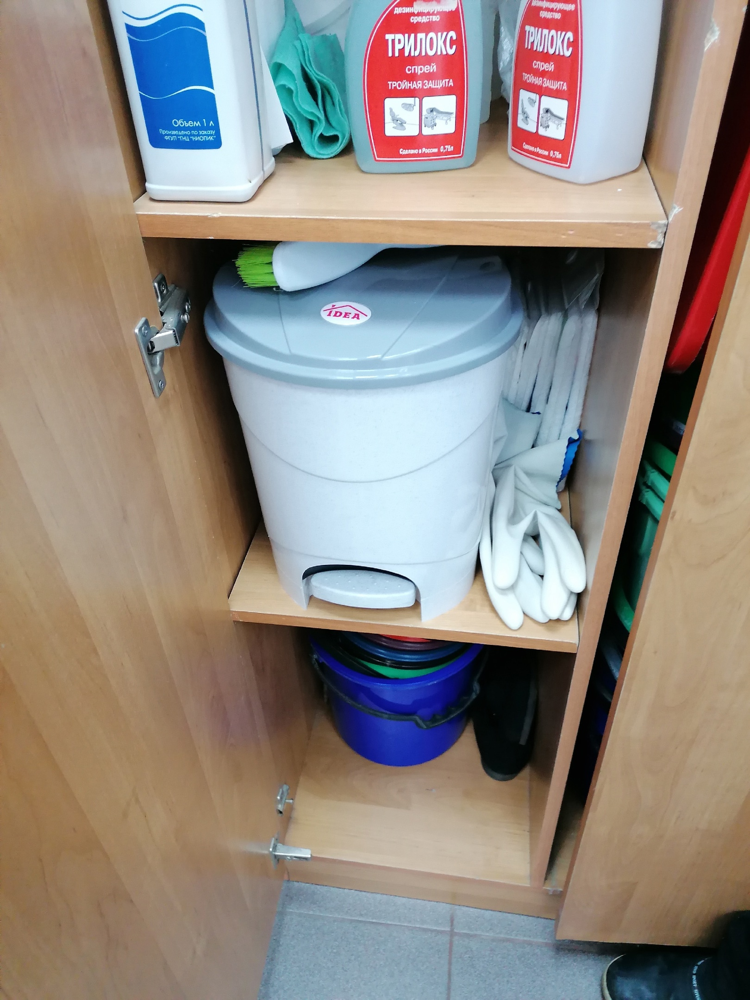 Объем 1 л
Произведено по заказу
ФГУП "ГНЦ "НИОПИК"
дезинфицирующее
средство
ТРИЛОКС
спрей
ТРОЙНАЯ ЗАЩИТА
Сделано в России 0,75л
дезинфицирующее
средство
ТРИЛОКС
спрей
ТРОЙНАЯ ЗАЩИТА
Сделано в России 0,75л
IDEA